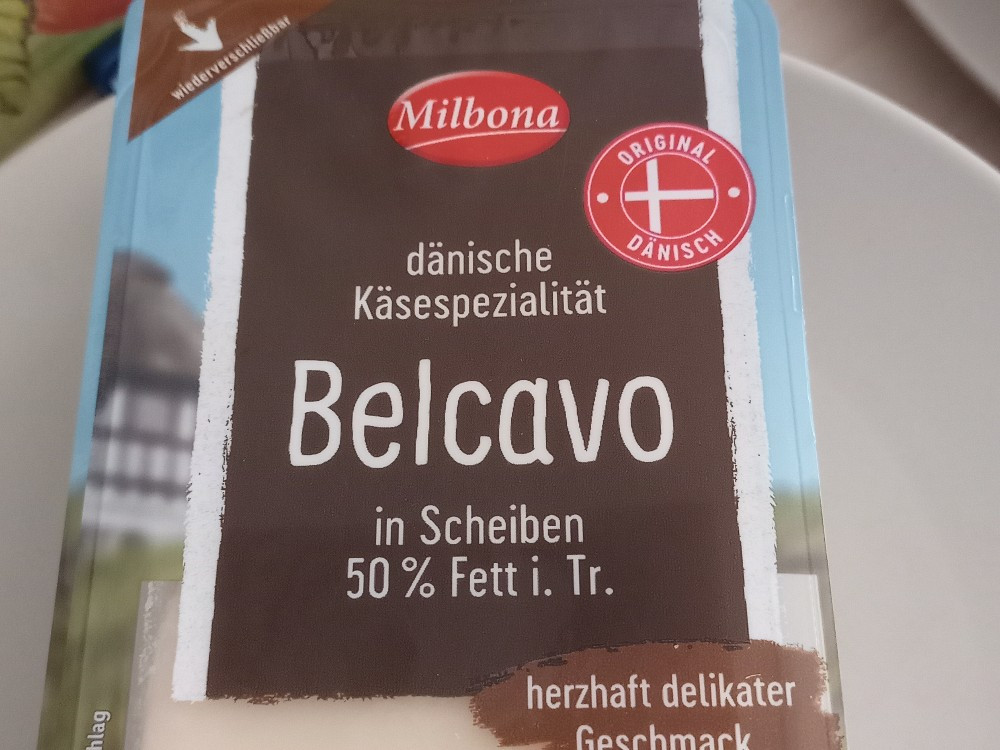 wiederverschließbar
Milbona
ORIGINAL
DÄNISCH
dänische
Käsespezialität
Belcavo
in Scheiben
50 % Fett i. Tr.
herzhaft delikater
Geschmack